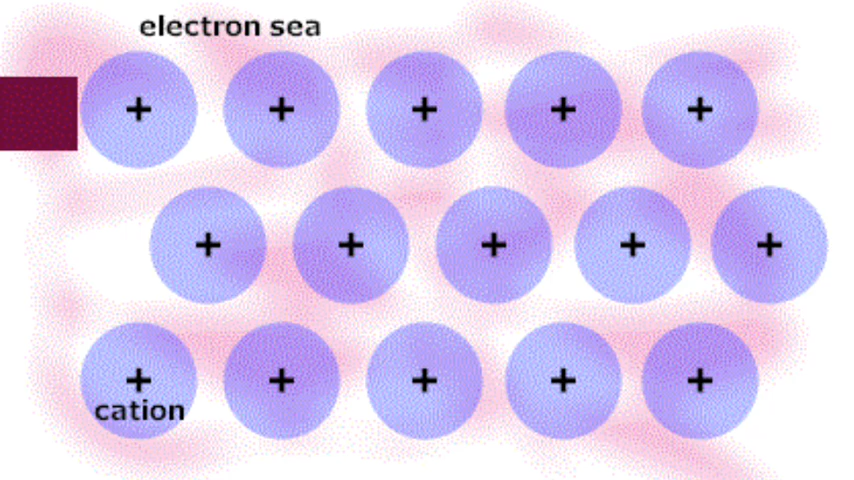 electron sea
+ + + + +
+ + + + +
+ + + + +
cation